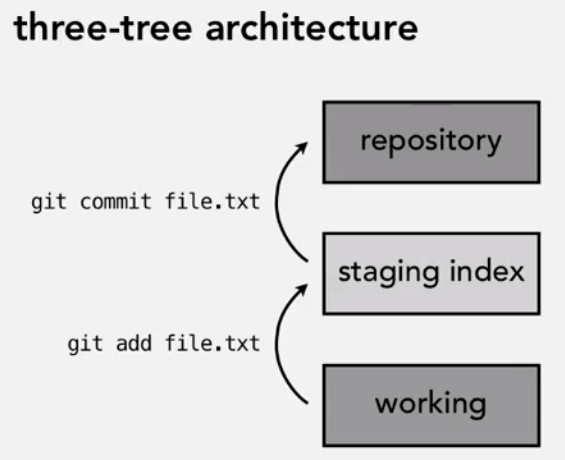 three-tree architecture
repository
git commit file.txt
staging index
git add file.txt
working